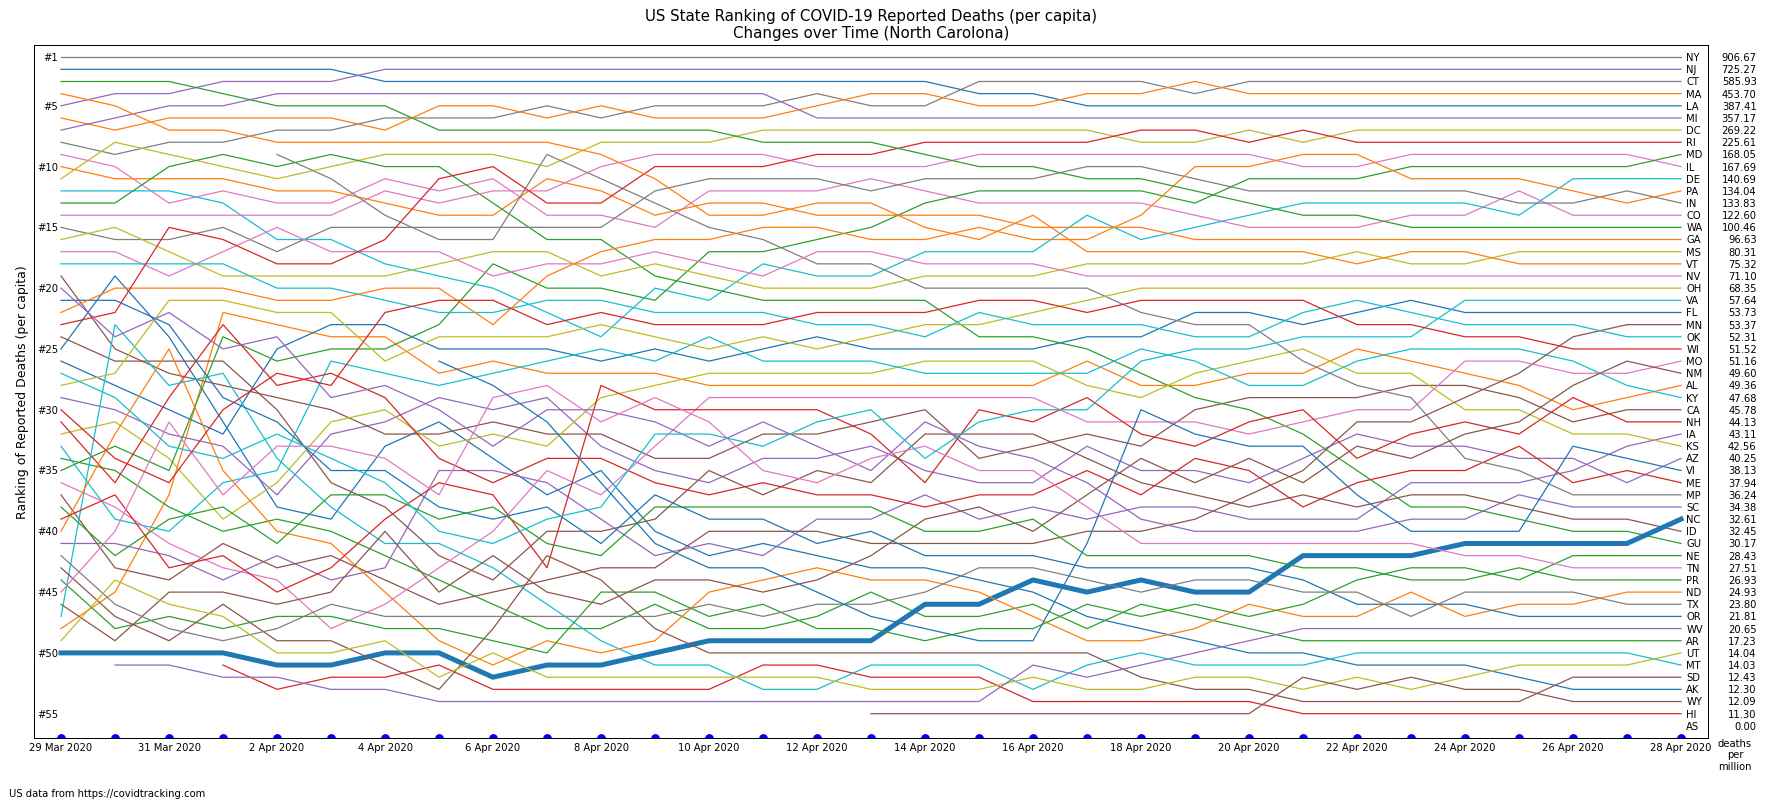 US State Ranking of COVID-19 Reported Deaths (per capita)
Changes over Time (North Carolona)
Ranking of Reported Deaths (per capita)
#1
#5
#10
#15
#20
#25
#30
#35
#40
#45
#50
#55
NY 906.67
NJ 725.27
CT 585.93
MA 453.70
LA 387.41
MI 357.17
DC 269.22
RI 225.61
MD 168.05
IL 167.69
DE 140.69
PA 134.04
IN 133.83
CO 122.60
WA 100.46
GA 96.63
MS 80.31
VT 75.32
NV 71.10
OH 68.35
VA 57.64
FL 53.73
MN 53.37
OK 52.31
WI 51.52
MO 51.16
NM 49.60
AL 49.36
KY 47.68
CA 45.78
NH 44.13
IA 43.11
KS 42.56
AZ 40.25
VI 38.13
ME 37.94
MP 36.24
SC 34.38
NC 32.61
ID 32.45
GU 30.17
NE 28.43
TN 27.51
PR 26.93
ND 24.93
TX 23.80
OR 21.81
WV 20.65
AR 17.23
UT 14.04
MT 14.03
SD 12.43
AK 12.30
WY 12.09
HI 11.30
AS 0.00
29 Mar 2020 31 Mar 2020 2 Apr 2020 4 Apr 2020 6 Apr 2020 8 Apr 2020 10 Apr 2020 12 Apr 2020 14 Apr 2020 16 Apr 2020 18 Apr 2020 20 Apr 2020 22 Apr 2020 24 Apr 2020 26 Apr 2020 28 Apr 2020
deaths
per
million
US data from https://covidtracking.com